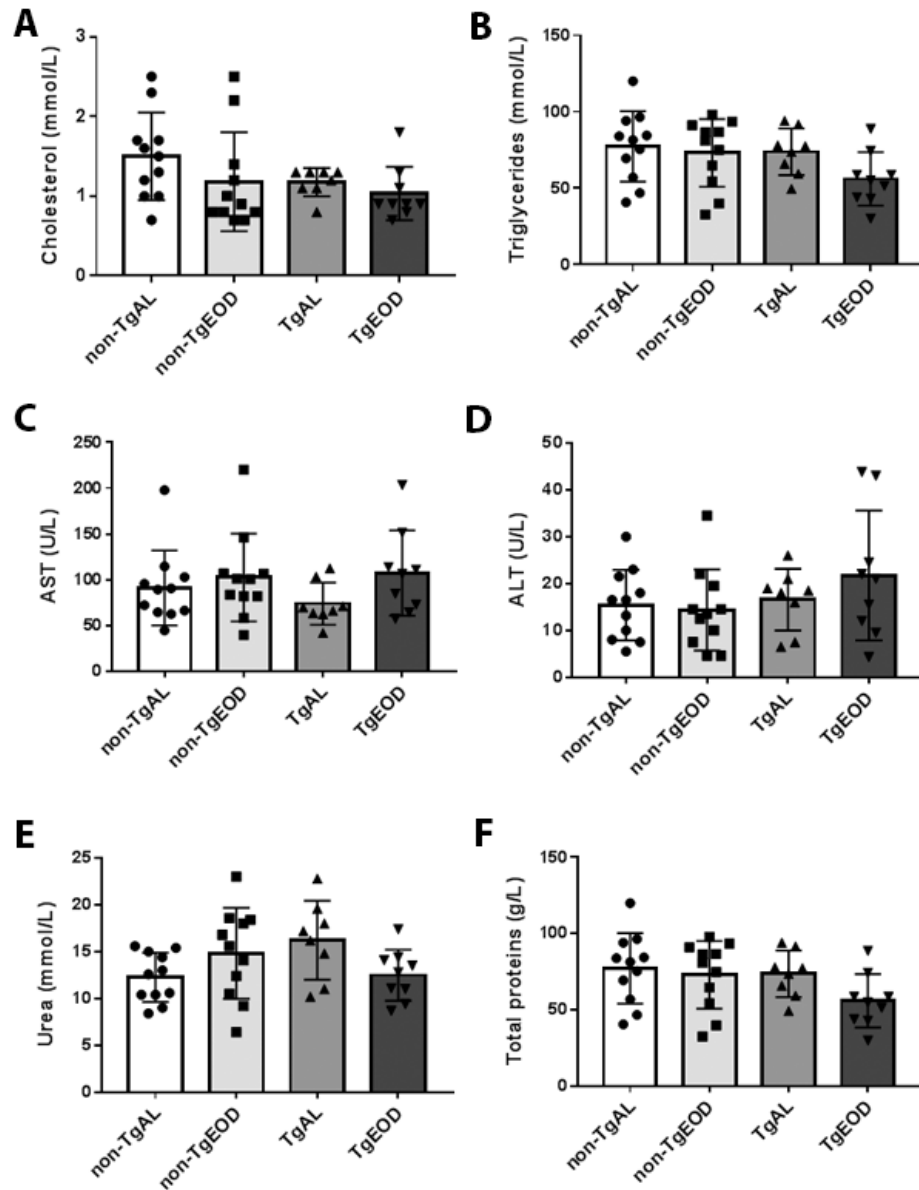 A
Cholesterol (mmol/L)
3
2
1
0
non-TgAL
non-TgEOD
TgAL
TgEOD
B
Triglycerides (mmol/L)
150
100
50
0
non-TgAL
non-TgEOD
TgAL
TgEOD
C
AST (U/L)
250
200
150
100
50
0
non-TgAL
non-TgEOD
TgAL
TgEOD
D
ALT (U/L)
50
40
30
20
10
0
non-TgAL
non-TgEOD
TgAL
TgEOD
E
Urea (mmol/L)
25
20
15
10
5
0
non-TgAL
non-TgEOD
TgAL
TgEOD
F
Total proteins (g/L)
150
100
50
0
non-TgAL
non-TgEOD
TgAL
TgEOD